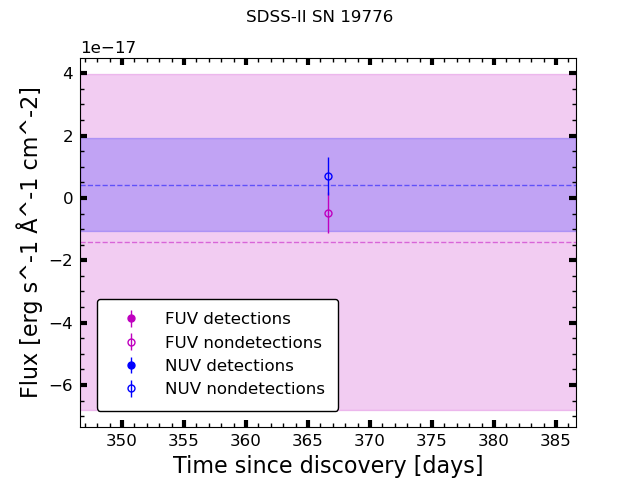 SDSS-II SN 19776
1e−17
4
2
0
−2
−4
−6
Flux [erg s^-1 Å^-1 cm^-2]
FUV detections
FUV nondetections
NUV detections
NUV nondetections
350 355 360 365 370 375 380 385
Time since discovery [days]